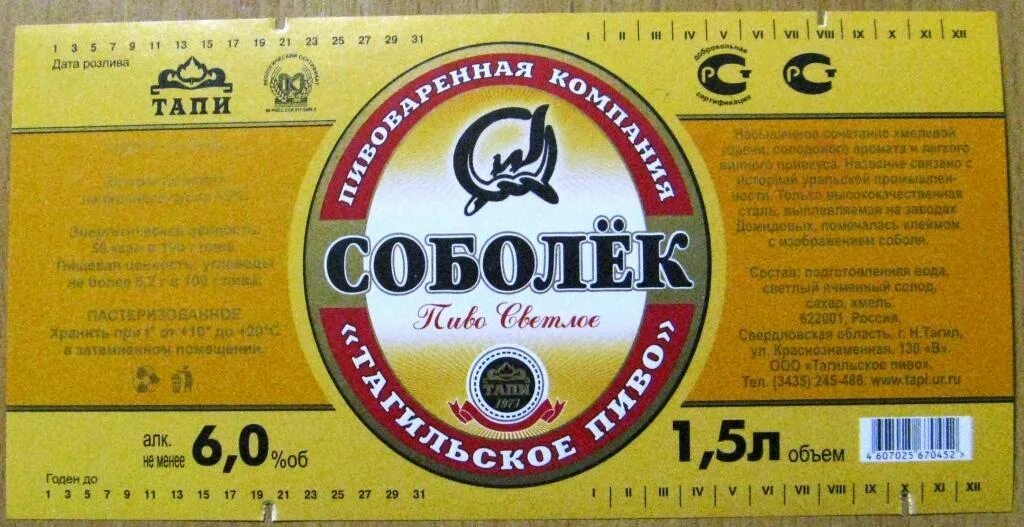 1 3 5 7 9 11 13 15 17 19 21 23 25 27 29 31
Дата розлива
ТАПИ
ЭКОЛОГИЧЕСКИЙ СЕРТИФИКАТ
Энергетическая ценность:
Пищевая ценность: углеводы
не более 6,2 г в 100 г пива.
ПАСТЕРИЗОВАННОЕ
Хранить при t° от +10° до +20°С
в затемненном помещении.
алк.
не менее 6,0 %об
Годен до
1 3 5 7 9 11 13 15 17 19 21 23 25 27 29 31
ПИВОВАРЕННАЯ КОМПАНИЯ
СОБОЛЁК
Пиво Светлое
ТАПИ
1977
«ТАГИЛЬСКОЕ ПИВО»
I II III IV V VI VII VIII IX X XI XII
добровольная
сертификация
Насыщенное сочетание хмелевой
горечи, солодового аромата и легкого
винного привкуса. Название связано с
историей уральской промышлен-
ности. Только высококачественная
сталь, выплавляемая на заводах
Демидовых, помечалась клеймом
с изображением соболя.
Состав: подготовленная вода,
светлый ячменный солод,
сахар, хмель.
622001, Россия,
Свердловская область, г. Н.Тагил,
ул. Краснознаменная, 130 «В».
ООО «Тагильское пиво».
Тел. (3435) 245-488. www.tapi.ur.ru
1,5л объем
4 607025 670452
I II III IV V VI VII VIII IX X XI XII